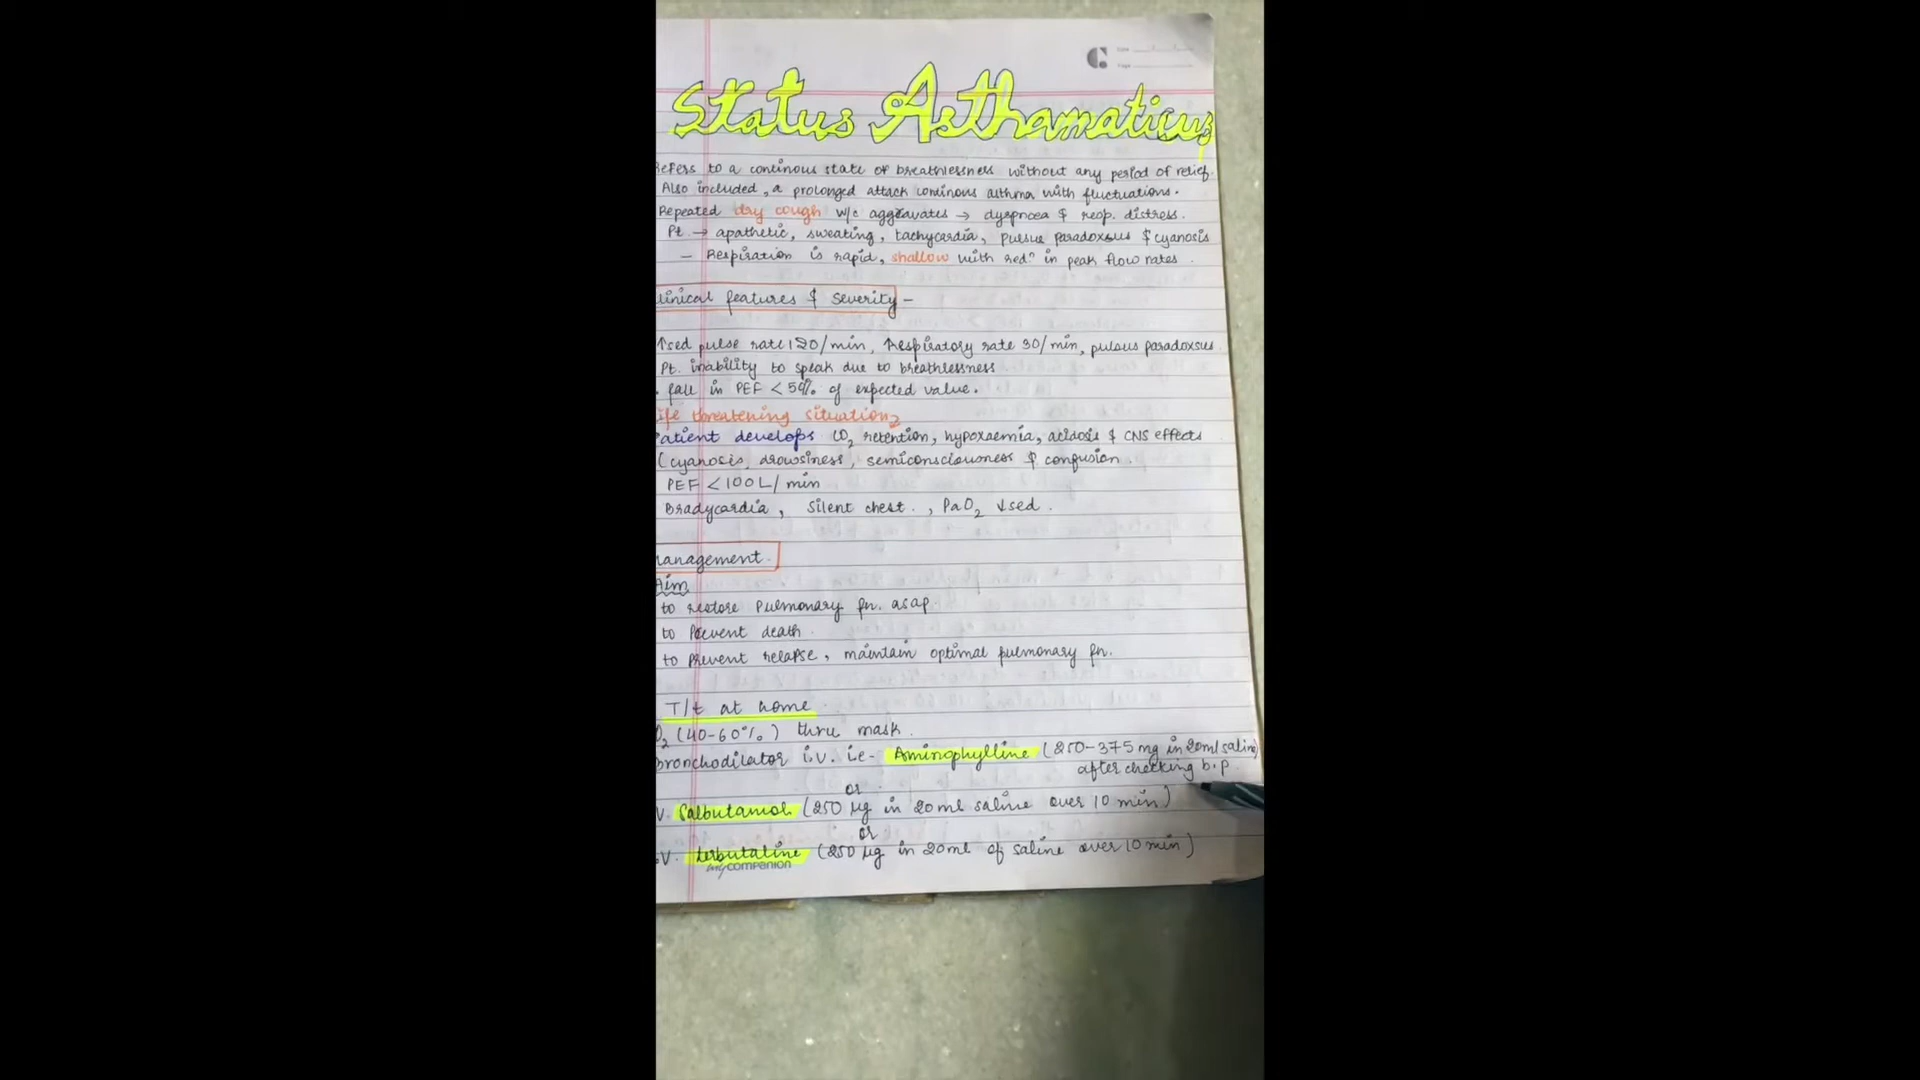 Status Asthamaticus
Refers to a continous state of breathlessness without any period of relief.
Also included, a prolonged attack continous asthma with fluctuations.
Repeated dry cough w/c aggravates → dyspnoea & resp. distress.
Pt. → apathetic, sweating, tachycardia, pulsus paradoxsus & cyanosis
- Respiration is rapid, shallow with redⁿ in peak flow rates.
linical features & Severity -
↑sed pulse rate 120/min, ↑Respiratory rate 30/min, pulsus paradoxsus
Pt. inability to speak due to breathlessness
fall in PEF <50% of expected value.
ife threatening situation
Patient develops CO₂ retention, hypoxaemia, acidosis & CNS effects
(cyanosis, drowsiness, semiconsciousness & confusion.
PEF <100 L/min
Bradycardia, Silent chest., PaO₂ ↓sed.
anagement.
Aim
to restore Pulmonary fn. asap.
to Prevent death.
to prevent relapse, maintain optimal pulmonary fn.
T/t at home
O₂ (40-60%) thru mask.
bronchodilator i.v. i.e- Aminophylline (250-375 mg in 20ml saline)
after checking b.p.
or
V. Salbutamol (250 µg in 20ml saline over 10 min)
or
.V. terbutaline (250 µg in 20ml of saline over 10 min)
my companion